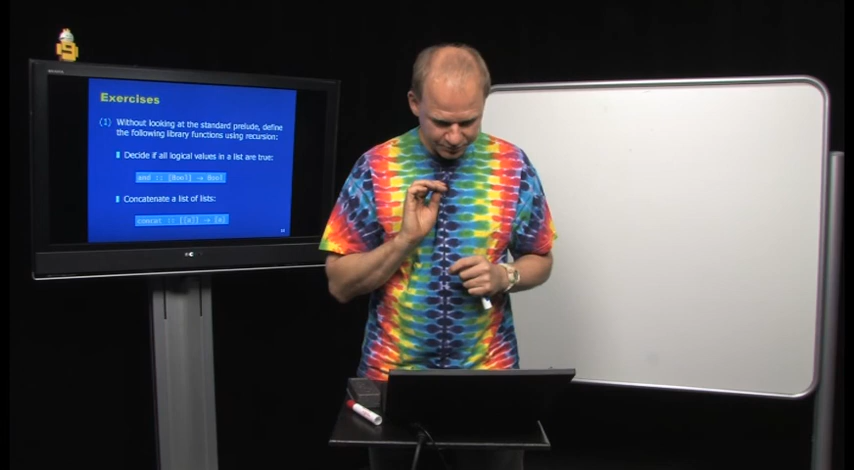 Exercises
(1) Without looking at the standard prelude, define
the following library functions using recursion:
Decide if all logical values in a list are true:
and :: [Bool] → Bool
Concatenate a list of lists:
concat :: [[a]] → [a]